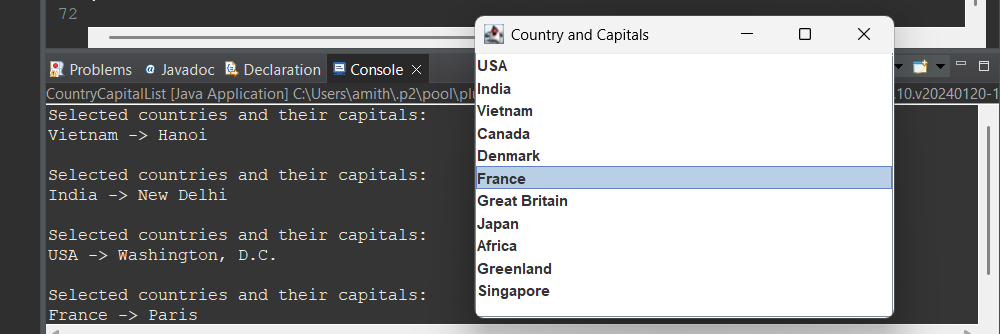 72
Problems @ Javadoc Declaration Console
CountryCapitalList [Java Application] C:\Users\amith\.p2\pool\plu
.10.v20240120-1
Selected countries and their capitals:
Vietnam -> Hanoi
Selected countries and their capitals:
India -> New Delhi
Selected countries and their capitals:
USA -> Washington, D.C.
Selected countries and their capitals:
France -> Paris
Country and Capitals
USA
India
Vietnam
Canada
Denmark
France
Great Britain
Japan
Africa
Greenland
Singapore